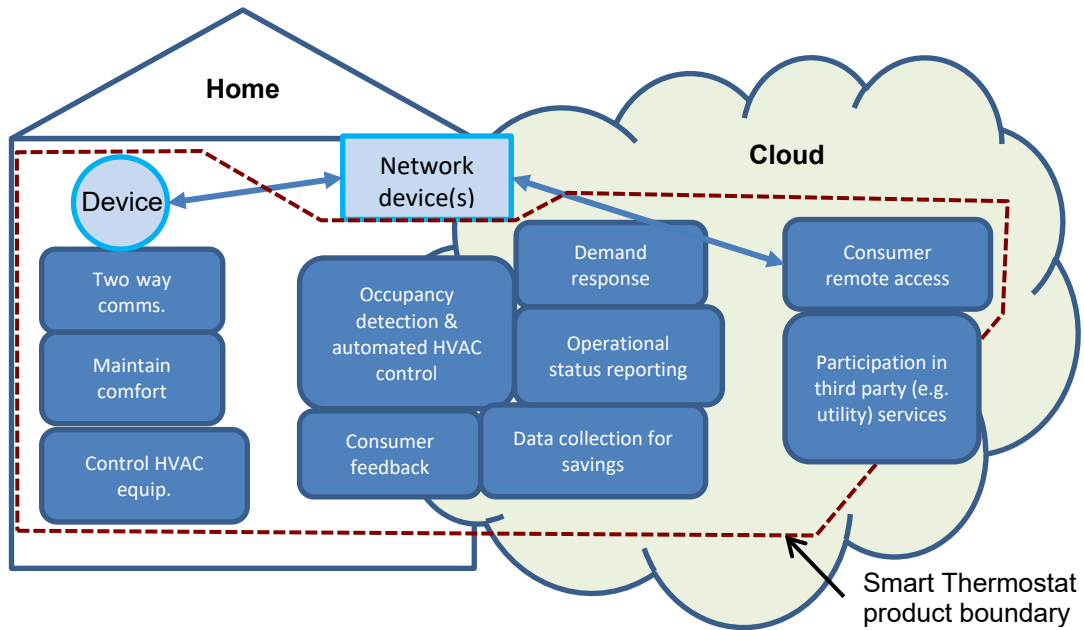 Home
Cloud
Network
device(s)
Device
Two way
comms.
Maintain
comfort
Control HVAC
equip.
Occupancy
detection &
automated HVAC
control
Consumer
feedback
Demand
response
Operational
status reporting
Data collection for
savings
Consumer
remote access
Participation in
third party (e.g.
utility) services
Smart Thermostat
product boundary